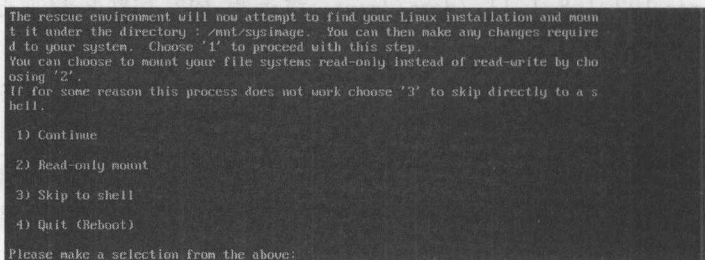 The rescue environment will now attempt to find your Linux installation and moun
t it under the directory : /mnt/sysimage.  You can then make any changes require
d to your system.  Choose '1' to proceed with this step.
You can choose to mount your file systems read-only instead of read-write by cho
osing '2'.
If for some reason this process does not work choose '3' to skip directly to a s
hell.
1) Continue
2) Read-only mount
3) Skip to shell
4) Quit (Reboot)
Please make a selection from the above: